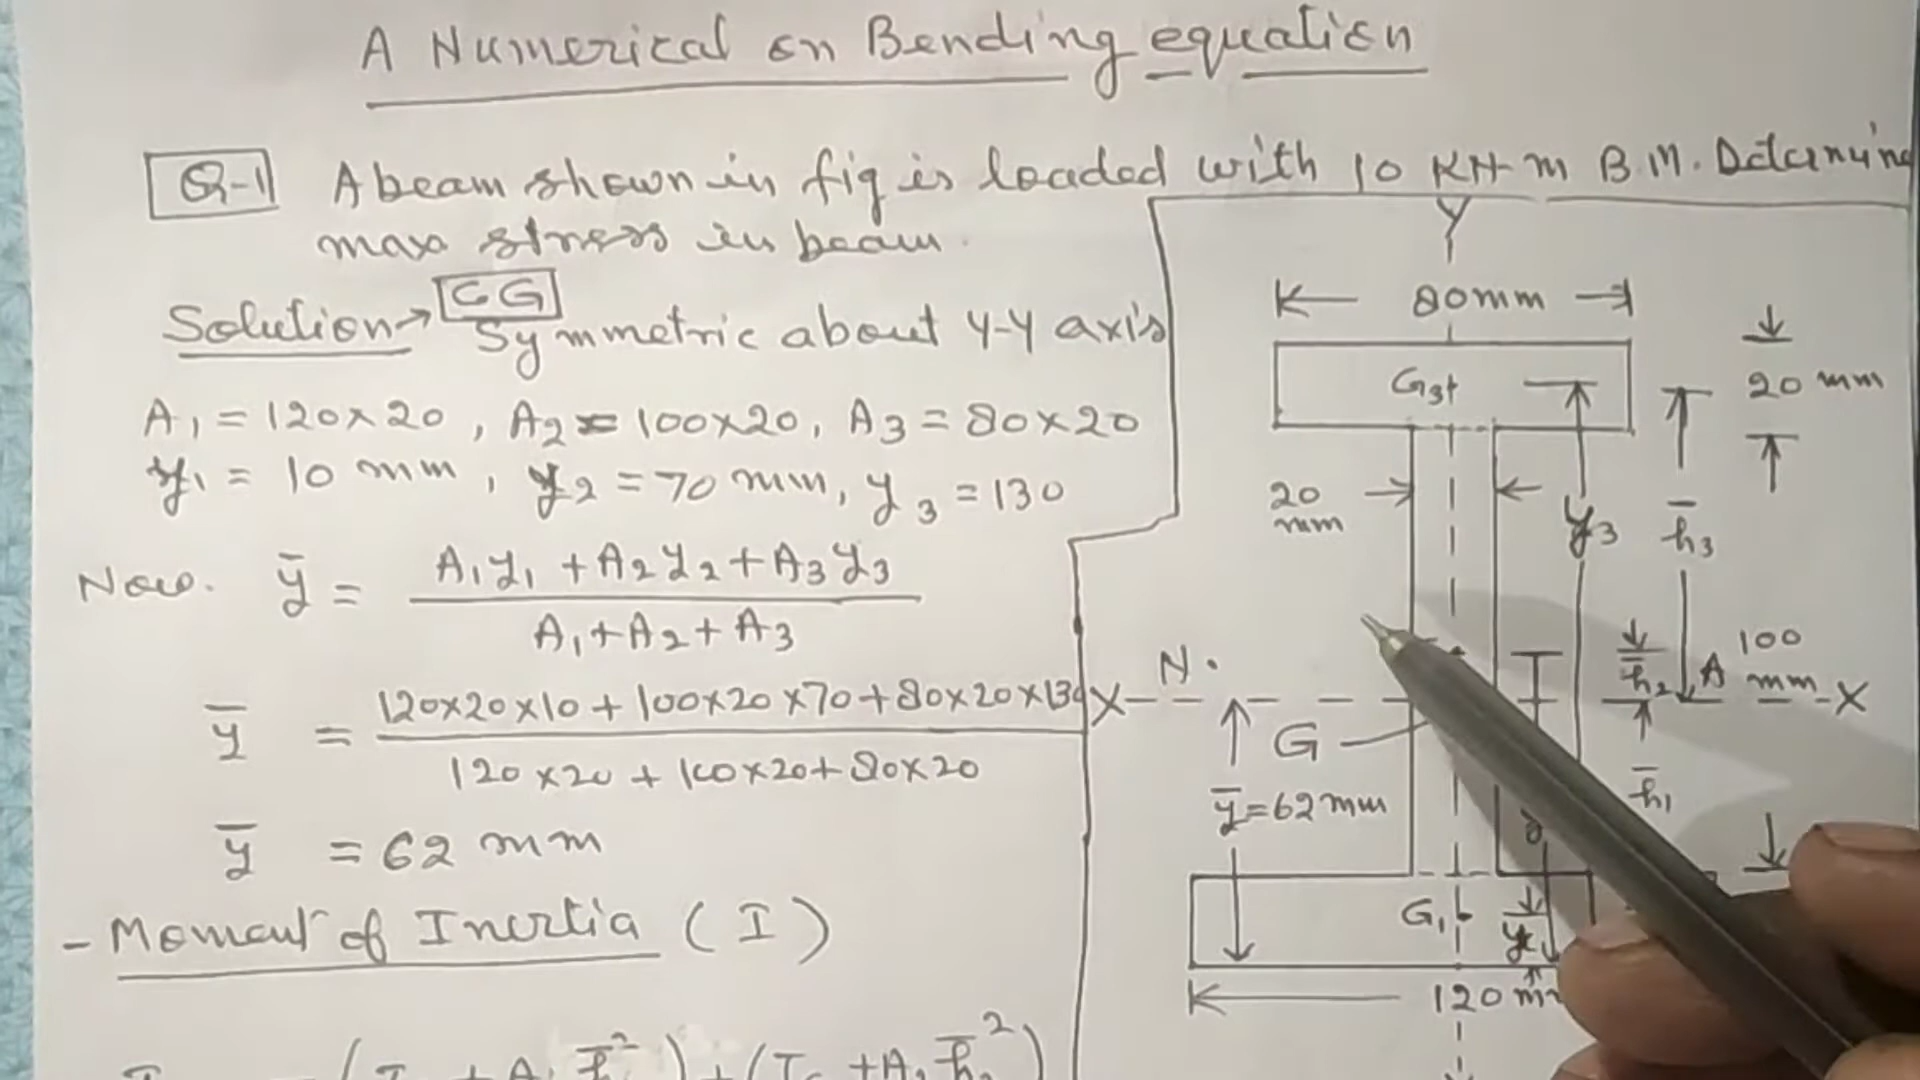 A Numerical on Bending equation
Q-1 A beam shown in fig is loaded with 10 KN-m B.M. Determine
max stress in beam.
Solution → CG
Symmetric about Y-Y axis
A₁ = 120×20, A₂ = 100×20, A₃ = 80×20
y₁ = 10 mm, y₂ = 70 mm, y₃ = 130
Now. ȳ = A₁y₁ + A₂y₂ + A₃y₃
A₁ + A₂ + A₃
ȳ = 120×20×10 + 100×20×70 + 80×20×130
120×20 + 100×20 + 80×20
ȳ = 62 mm
- Moment of Inertia (I)
Y
80mm
G₃
20 mm
20
mm
y₃
h̄₃
N.
h̄₂
A
100
mm
X
X
G
ȳ=62mm
h̄₁
G₁
120